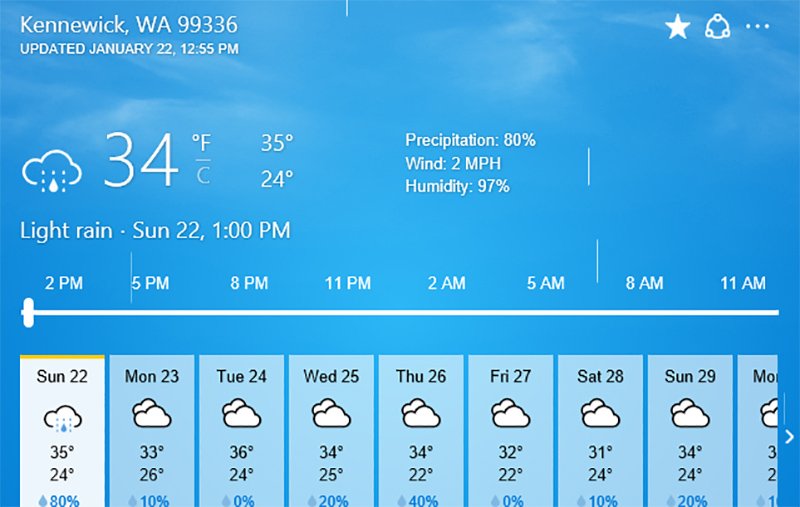 Kennewick, WA 99336
UPDATED JANUARY 22, 12:55 PM
34 °F C 35° 24°
Precipitation: 80%
Wind: 2 MPH
Humidity: 97%
Light rain · Sun 22, 1:00 PM
2 PM 5 PM 8 PM 11 PM 2 AM 5 AM 8 AM 11 AM
Sun 22 Mon 23 Tue 24 Wed 25 Thu 26 Fri 27 Sat 28 Sun 29 Mo
35° 33° 36° 34° 34° 32° 31° 34° 3
24° 26° 24° 25° 22° 22° 24° 24° 2
80% 10% 0% 20% 40% 0% 10% 20% 1